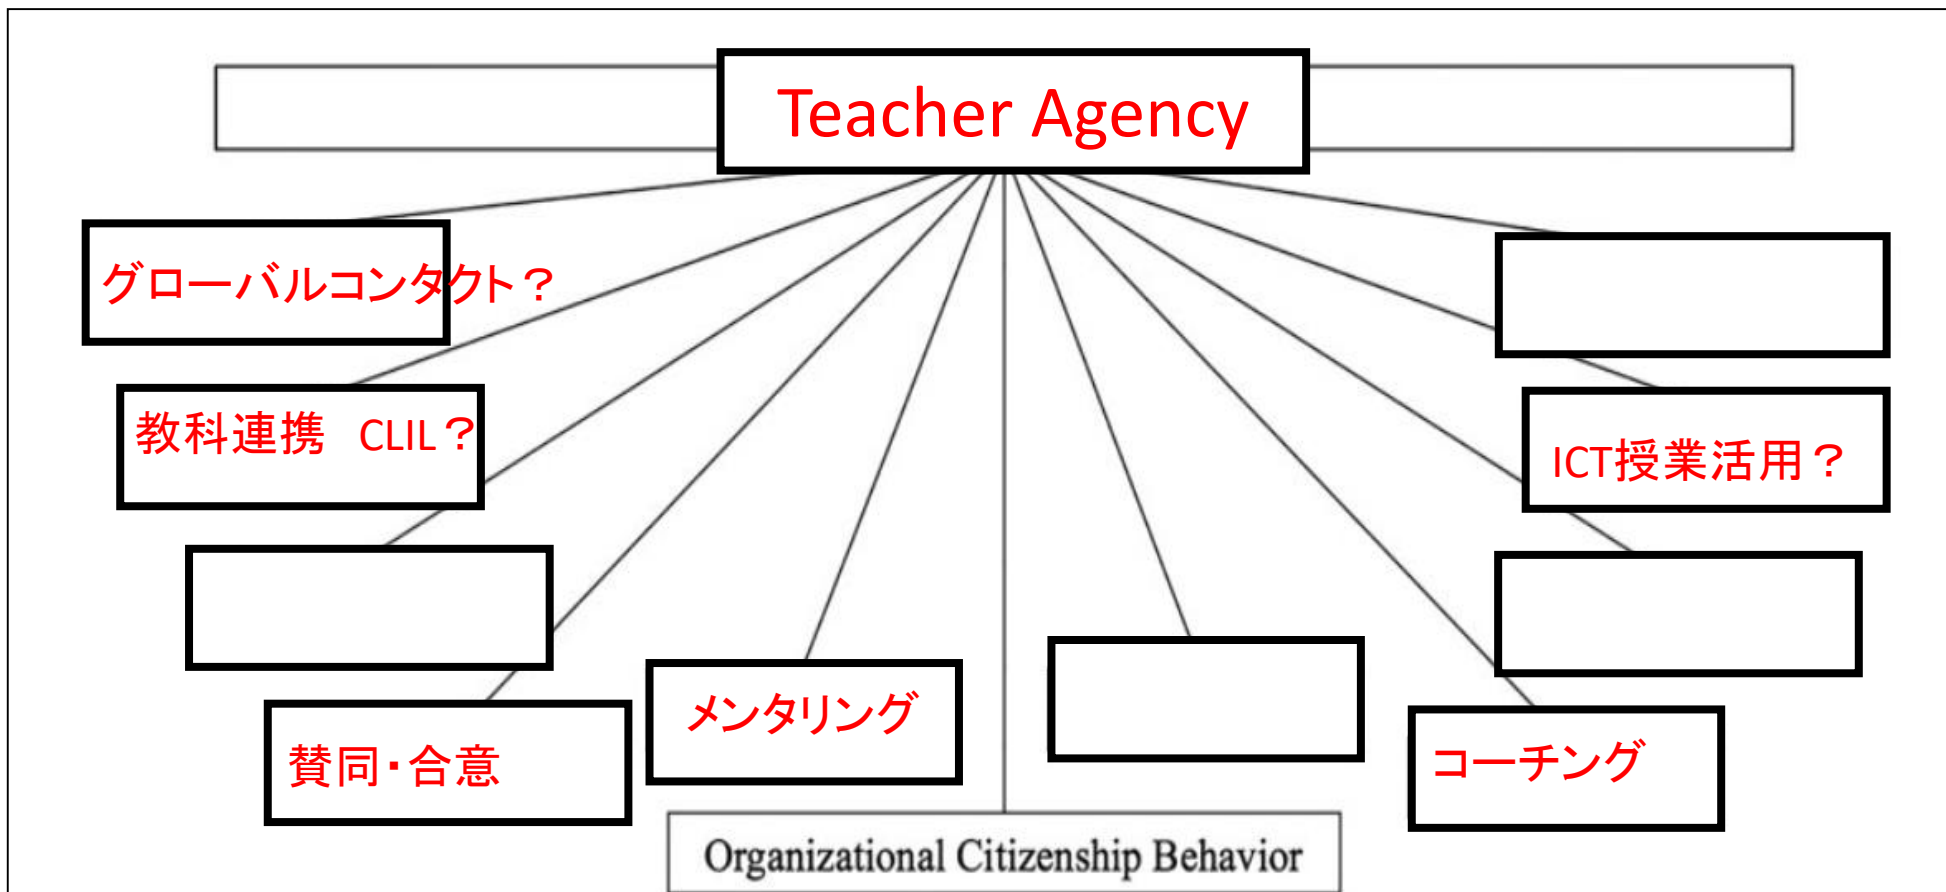 Teacher Agency
グローバルコンタクト？
教科連携　CLIL？
ICT授業活用？
賛同・合意
メンタリング
コーチング
Organizational Citizenship Behavior